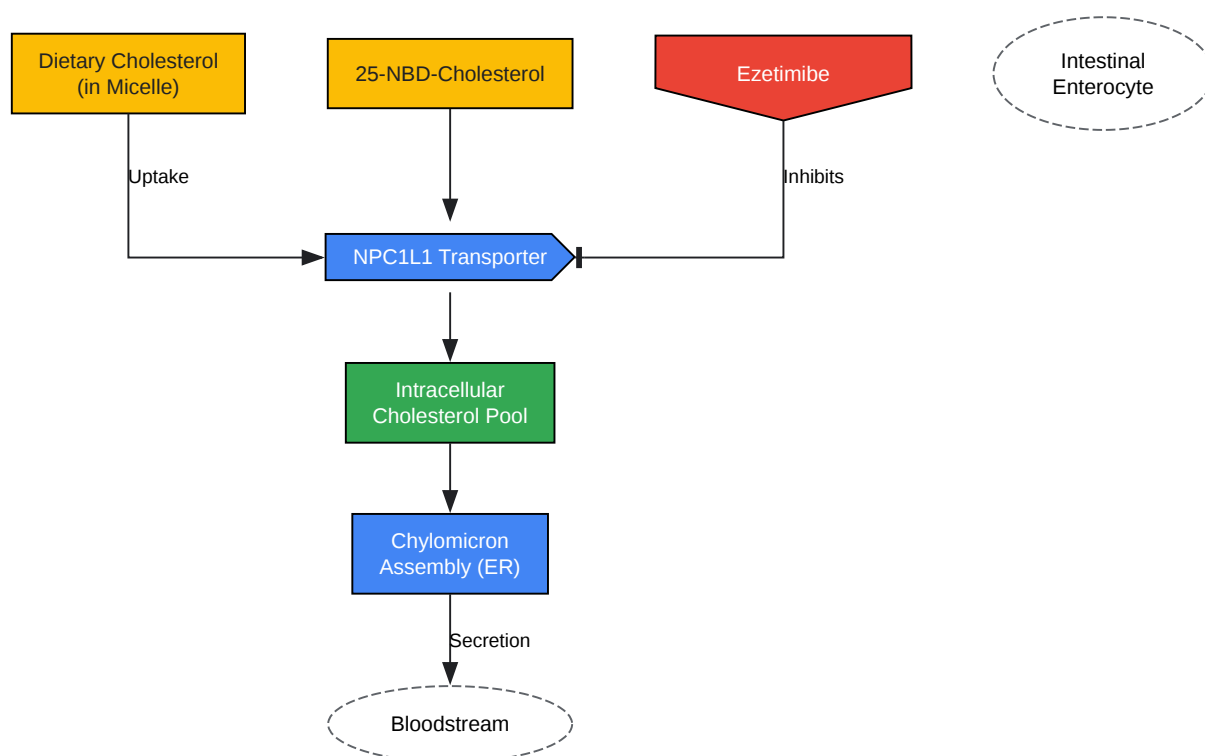 Dietary Cholesterol
(in Micelle)
25-NBD-Cholesterol
Ezetimibe
Intestinal
Enterocyte
Uptake
Inhibits
NPC1L1 Transporter
Intracellular
Cholesterol Pool
Chylomicron
Assembly (ER)
Secretion
Bloodstream